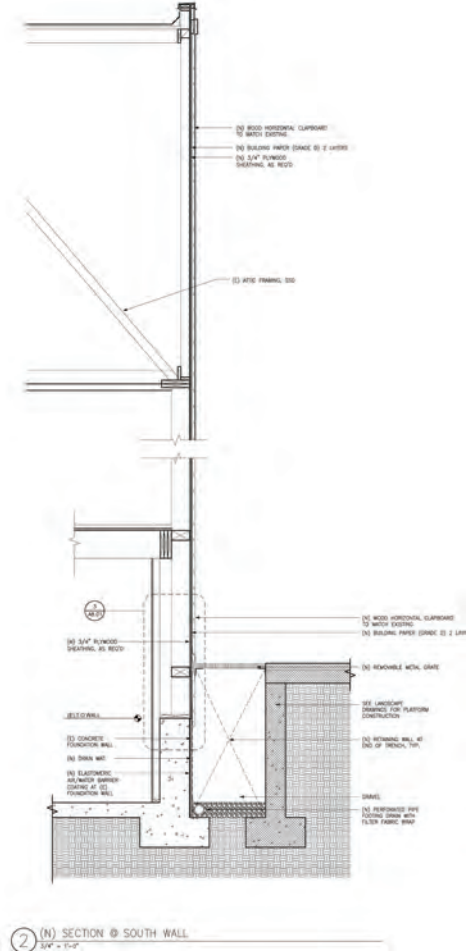 (N) WOOD HORIZONTAL CLAPBOARD
TO MATCH EXISTING
(N) BUILDING PAPER (GRADE D) 2 LAYERS
(N) 3/4" PLYWOOD
SHEATHING, AS REQ'D
(E) ATTIC FRAMING, SSD
(N) 3/4" PLYWOOD
SHEATHING, AS REQ'D
(E) CONCRETE
FOUNDATION WALL
(N) DRAIN MAT
(N) ELASTOMERIC
AIR/WATER BARRIER
COATING AT (E)
FOUNDATION WALL
(N) WOOD HORIZONTAL CLAPBOARD
TO MATCH EXISTING
(N) BUILDING PAPER (GRADE D) 2 LAYE
(N) REMOVABLE METAL GRATE
SEE LANDSCAPE
DRAWINGS FOR PLATFORM
CONSTRUCTION
(N) RETAINING WALL AT
END OF TRENCH, TYP.
GRAVEL
(N) PERFORATED PIPE
FOOTING DRAIN WITH
FILTER FABRIC WRAP
2 (N) SECTION @ SOUTH WALL
3/4" = 1'-0"